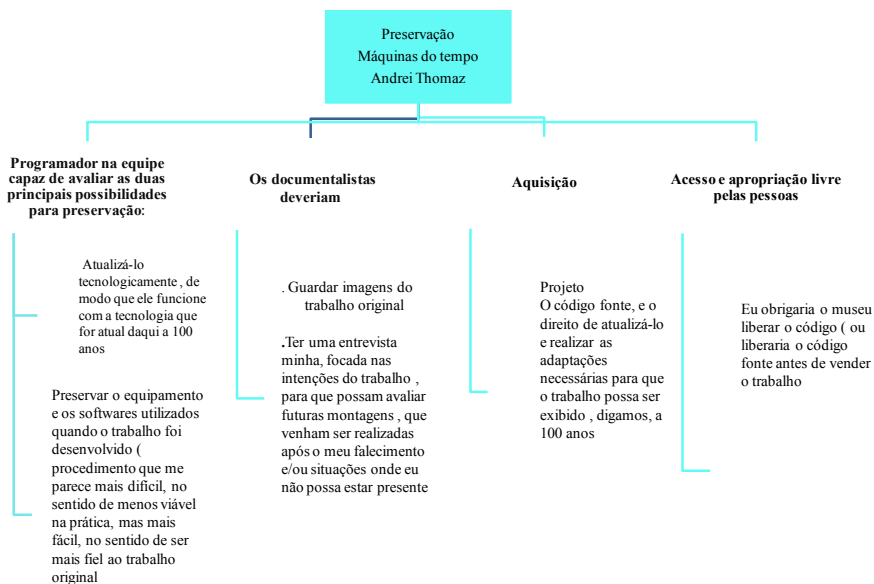 Preservação
Máquinas do tempo
Andrei Thomaz
Programador na equipe
capaz de avaliar as duas
principais possibilidades
para preservação:
Atualizá-lo
tecnologicamente , de
modo que ele funcione
com a tecnologia que
for atual daqui a 100
anos
Preservar o equipamento
e os softwares utilizados
quando o trabalho foi
desenvolvido (
procedimento que me
parece mais difícil, no
sentido de menos viável
na prática, mas mais
fácil, no sentido de ser
mais fiel ao trabalho
original
Os documentalistas
deveriam
. Guardar imagens do
trabalho original
.Ter uma entrevista
minha, focada nas
intenções do trabalho ,
para que possam avaliar
futuras montagens , que
venham ser realizadas
após o meu falecimento
e/ou situações onde eu
não possa estar presente
Aquisição
Projeto
O código fonte, e o
direito de atualizá-lo
e realizar as
adaptações
necessárias para que
o trabalho possa ser
exibido , digamos, a
100 anos
Acesso e apropriação livre
pelas pessoas
Eu obrigaria o museu
liberar o código ( ou
liberaria o código
fonte antes de vender
o trabalho